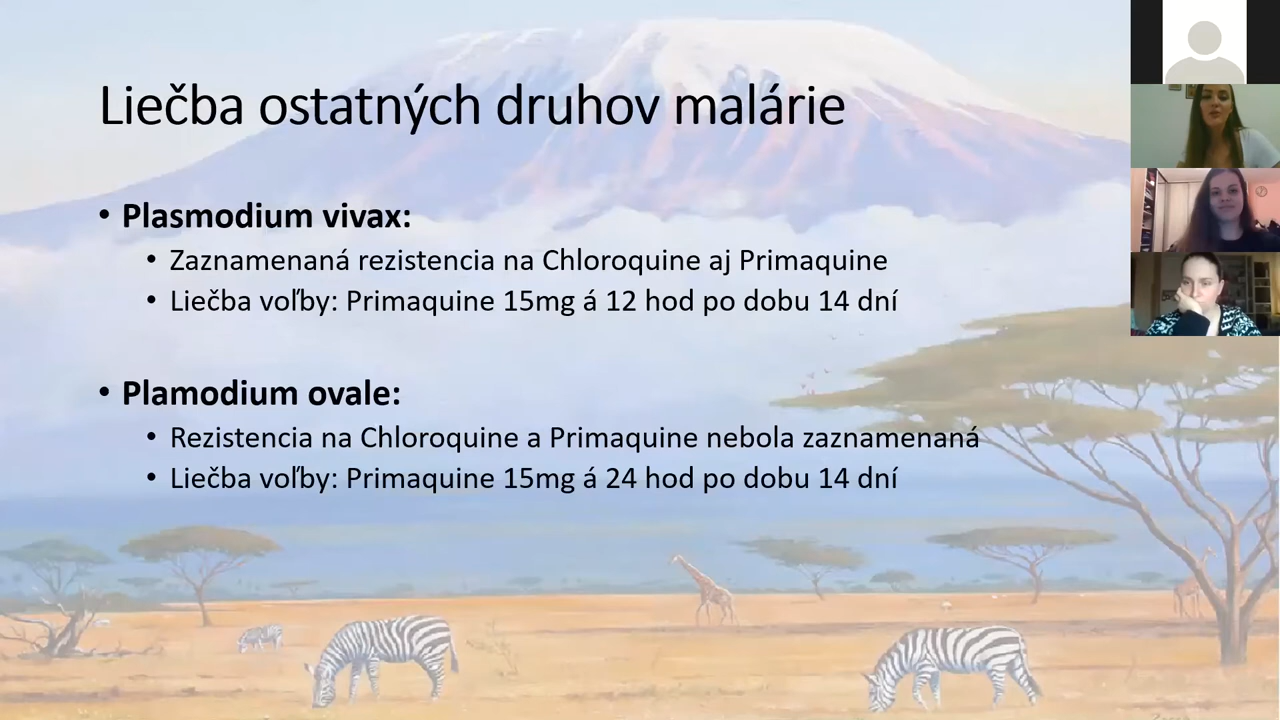 Liečba ostatných druhov malárie
• Plasmodium vivax:
• Zaznamenaná rezistencia na Chloroquine aj Primaquine
• Liečba voľby: Primaquine 15mg á 12 hod po dobu 14 dní
• Plamodium ovale:
• Rezistencia na Chloroquine a Primaquine nebola zaznamenaná
• Liečba voľby: Primaquine 15mg á 24 hod po dobu 14 dní